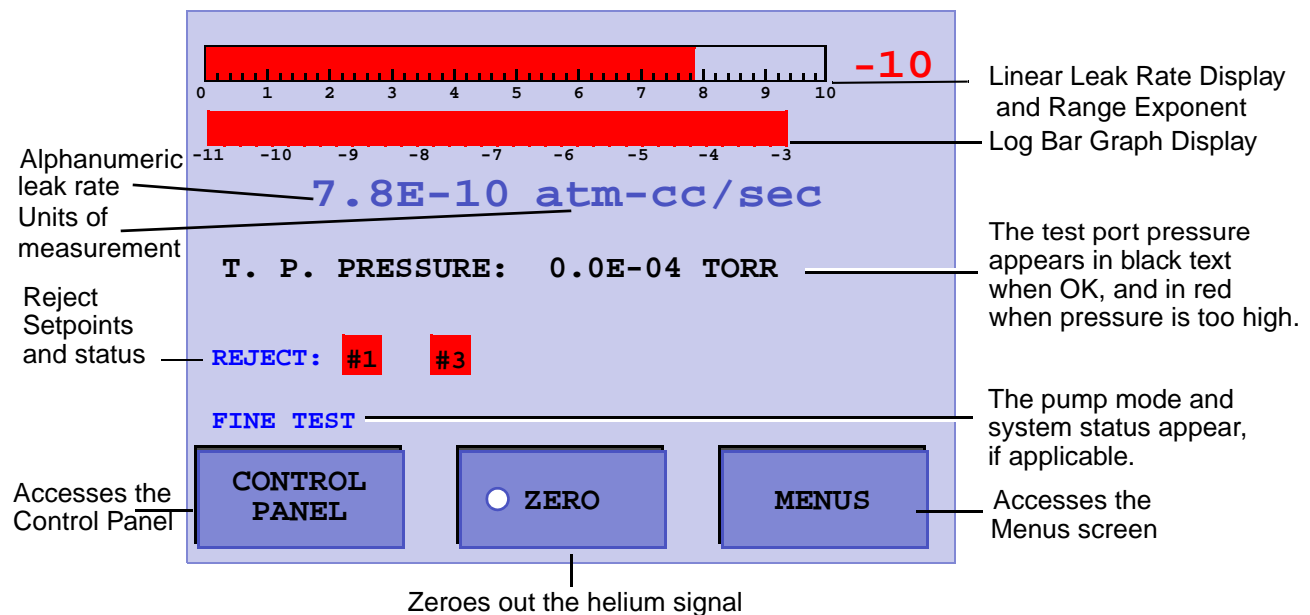 -10
0 1 2 3 4 5 6 7 8 9 10
Linear Leak Rate Display
and Range Exponent
-11 -10 -9 -8 -7 -6 -5 -4 -3
Log Bar Graph Display
Alphanumeric
leak rate
7.8E-10 atm-cc/sec
Units of
measurement
T. P. PRESSURE: 0.0E-04 TORR
The test port pressure
appears in black text
when OK, and in red
when pressure is too high.
Reject
Setpoints
and status
REJECT: #1 #3
FINE TEST
The pump mode and
system status appear,
if applicable.
Accesses the
Control Panel
CONTROL
PANEL
ZERO
MENUS
Accesses the
Menus screen
Zeroes out the helium signal